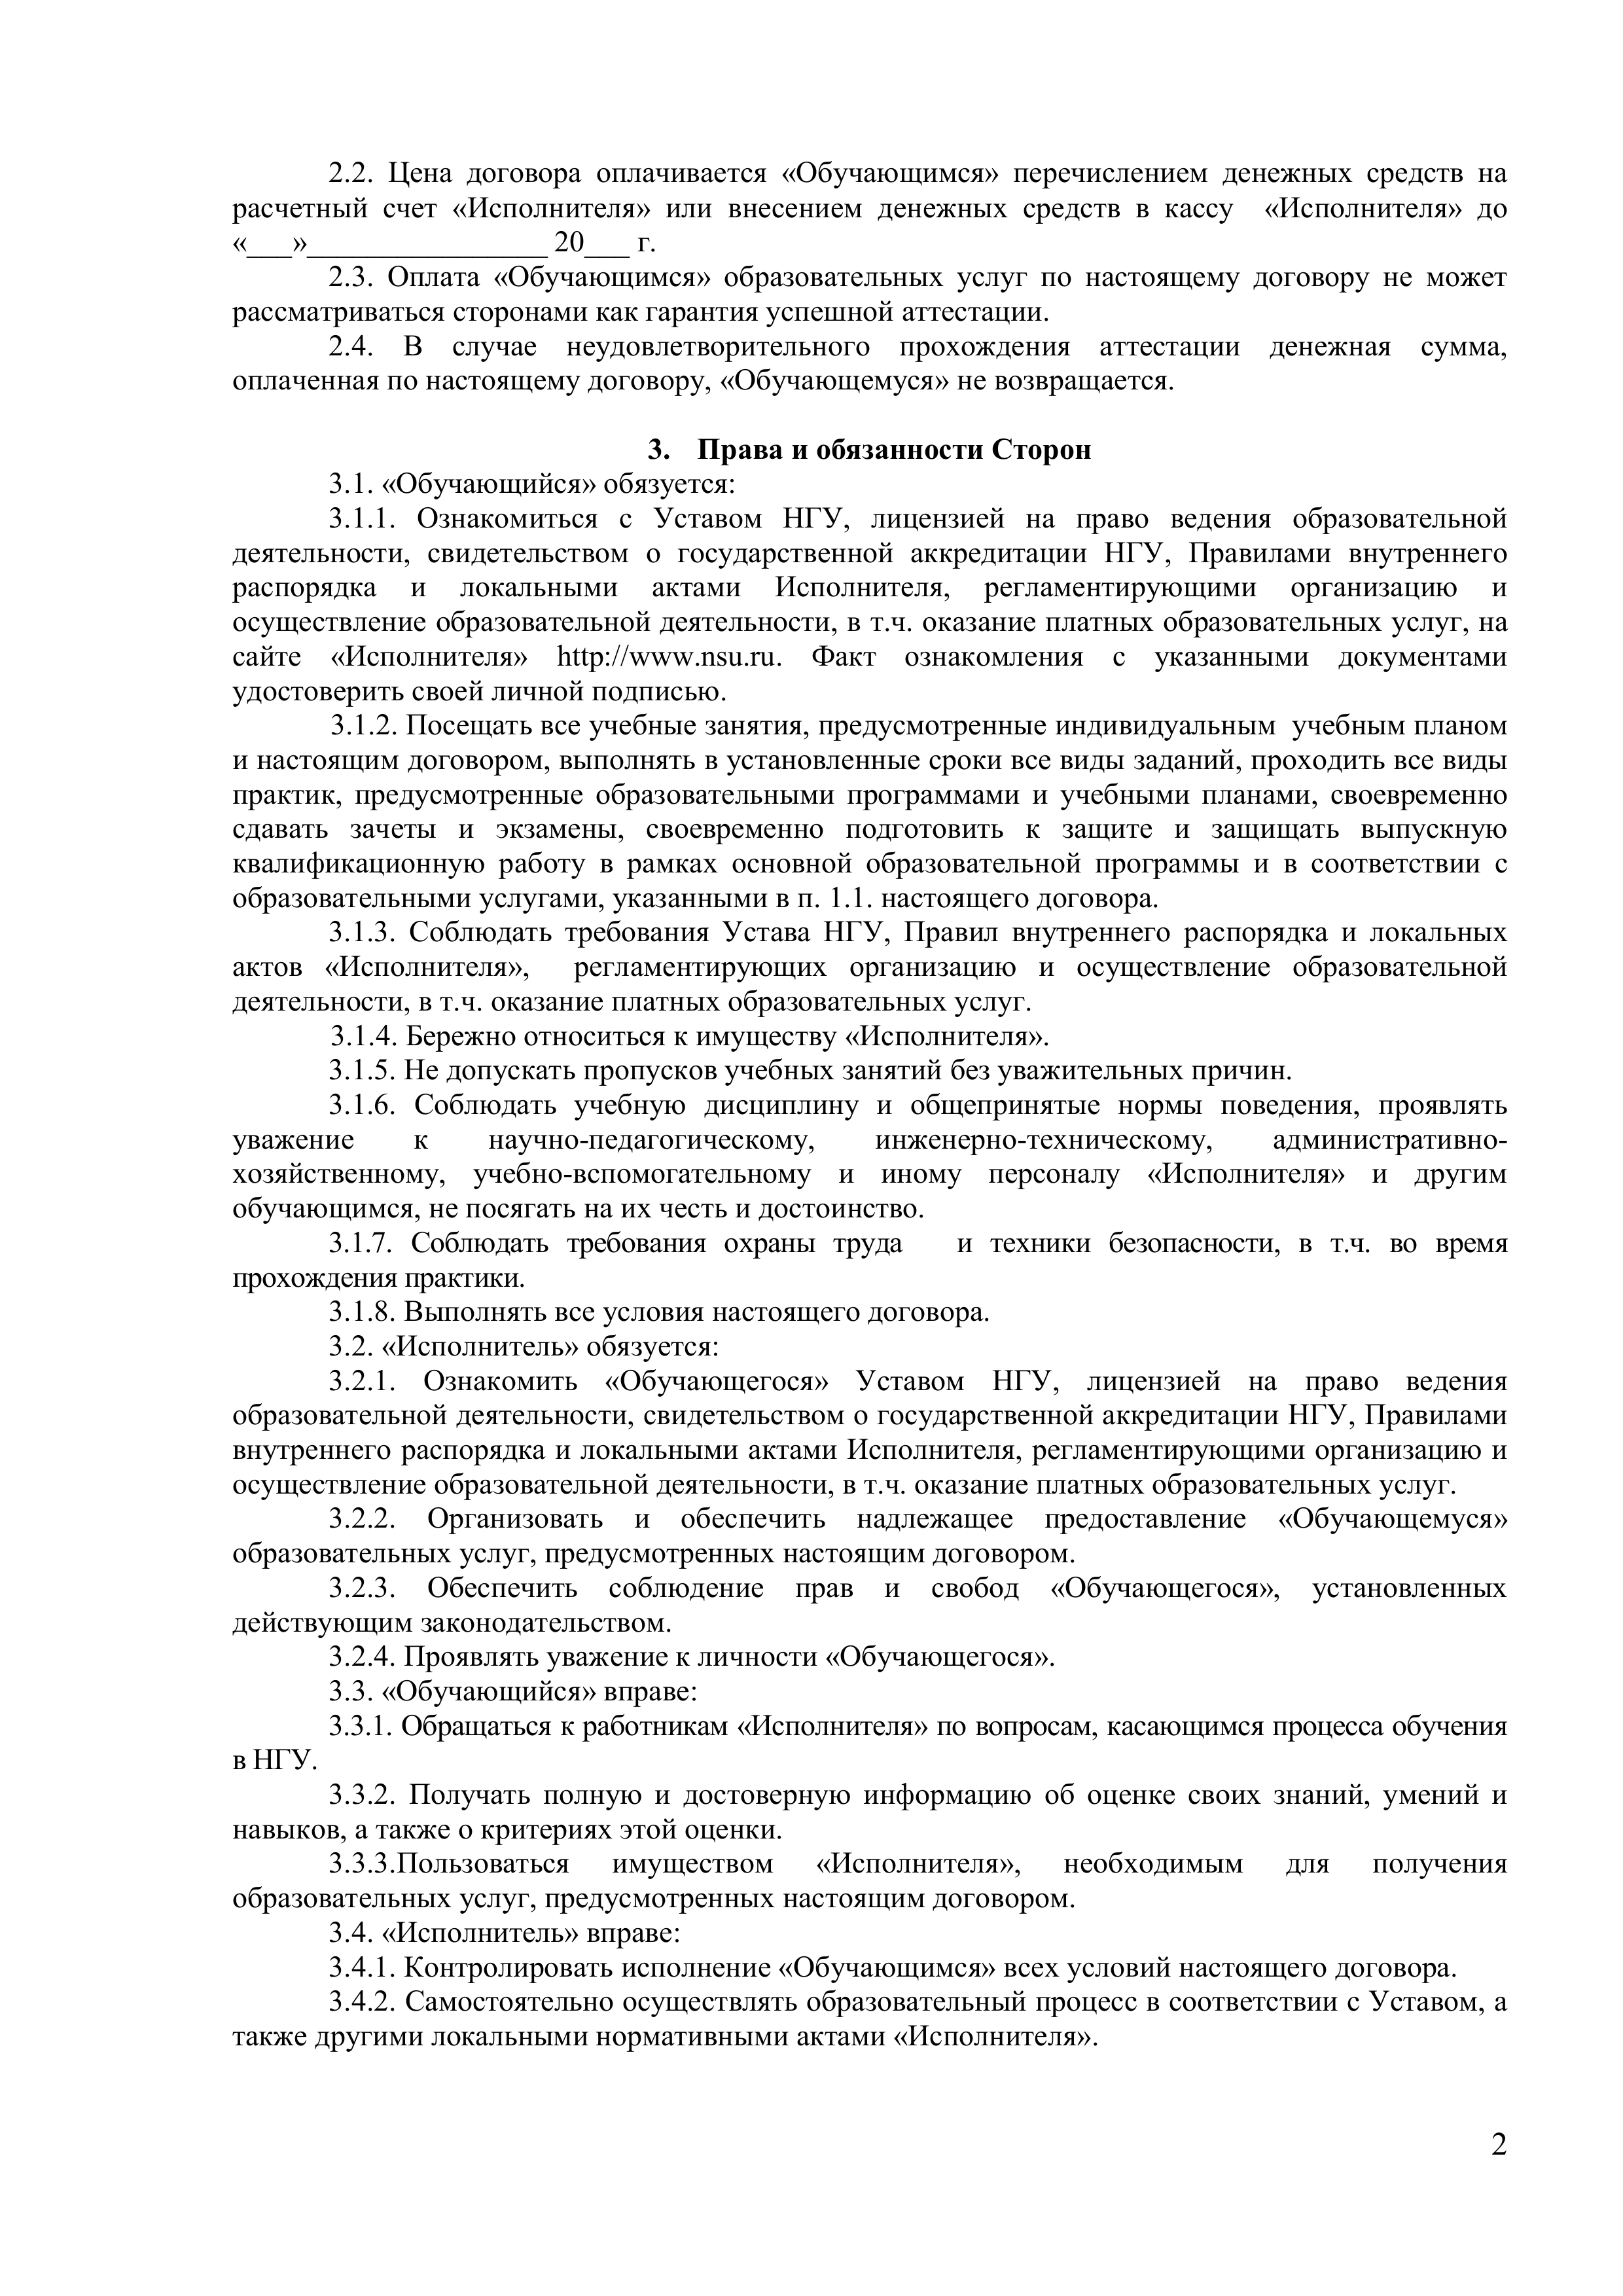 2.2. Цена договора оплачивается «Обучающимся» перечислением денежных средств на
расчетный счет «Исполнителя» или внесением денежных средств в кассу «Исполнителя» до
«___»________________ 20___ г.
2.3. Оплата «Обучающимся» образовательных услуг по настоящему договору не может
рассматриваться сторонами как гарантия успешной аттестации.
2.4. В случае неудовлетворительного прохождения аттестации денежная сумма,
оплаченная по настоящему договору, «Обучающемуся» не возвращается.
3. Права и обязанности Сторон
3.1. «Обучающийся» обязуется:
3.1.1. Ознакомиться с Уставом НГУ, лицензией на право ведения образовательной
деятельности, свидетельством о государственной аккредитации НГУ, Правилами внутреннего
распорядка и локальными актами Исполнителя, регламентирующими организацию и
осуществление образовательной деятельности, в т.ч. оказание платных образовательных услуг, на
сайте «Исполнителя» http://www.nsu.ru. Факт ознакомления с указанными документами
удостоверить своей личной подписью.
3.1.2. Посещать все учебные занятия, предусмотренные индивидуальным учебным планом
и настоящим договором, выполнять в установленные сроки все виды заданий, проходить все виды
практик, предусмотренные образовательными программами и учебными планами, своевременно
сдавать зачеты и экзамены, своевременно подготовить к защите и защищать выпускную
квалификационную работу в рамках основной образовательной программы и в соответствии с
образовательными услугами, указанными в п. 1.1. настоящего договора.
3.1.3. Соблюдать требования Устава НГУ, Правил внутреннего распорядка и локальных
актов «Исполнителя», регламентирующих организацию и осуществление образовательной
деятельности, в т.ч. оказание платных образовательных услуг.
3.1.4. Бережно относиться к имуществу «Исполнителя».
3.1.5. Не допускать пропусков учебных занятий без уважительных причин.
3.1.6. Соблюдать учебную дисциплину и общепринятые нормы поведения, проявлять
уважение к научно-педагогическому, инженерно-техническому, административно-
хозяйственному, учебно-вспомогательному и иному персоналу «Исполнителя» и другим
обучающимся, не посягать на их честь и достоинство.
3.1.7. Соблюдать требования охраны труда и техники безопасности, в т.ч. во время
прохождения практики.
3.1.8. Выполнять все условия настоящего договора.
3.2. «Исполнитель» обязуется:
3.2.1. Ознакомить «Обучающегося» Уставом НГУ, лицензией на право ведения
образовательной деятельности, свидетельством о государственной аккредитации НГУ, Правилами
внутреннего распорядка и локальными актами Исполнителя, регламентирующими организацию и
осуществление образовательной деятельности, в т.ч. оказание платных образовательных услуг.
3.2.2. Организовать и обеспечить надлежащее предоставление «Обучающемуся»
образовательных услуг, предусмотренных настоящим договором.
3.2.3. Обеспечить соблюдение прав и свобод «Обучающегося», установленных
действующим законодательством.
3.2.4. Проявлять уважение к личности «Обучающегося».
3.3. «Обучающийся» вправе:
3.3.1. Обращаться к работникам «Исполнителя» по вопросам, касающимся процесса обучения
в НГУ.
3.3.2. Получать полную и достоверную информацию об оценке своих знаний, умений и
навыков, а также о критериях этой оценки.
3.3.3.Пользоваться имуществом «Исполнителя», необходимым для получения
образовательных услуг, предусмотренных настоящим договором.
3.4. «Исполнитель» вправе:
3.4.1. Контролировать исполнение «Обучающимся» всех условий настоящего договора.
3.4.2. Самостоятельно осуществлять образовательный процесс в соответствии с Уставом, а
также другими локальными нормативными актами «Исполнителя».
2